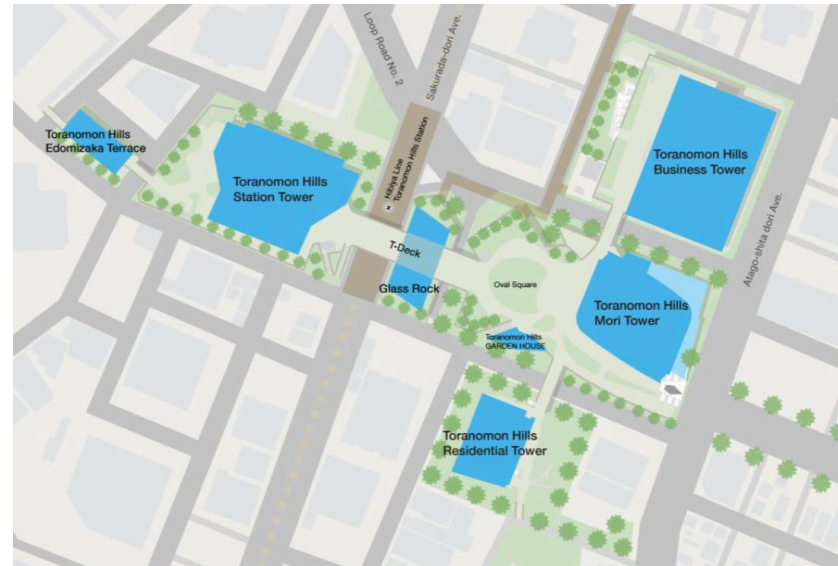 Loop Road No. 2
Sakurada-dori Ave.
Hibiya Line
Toranomon Hills Station
Toranomon Hills
Edomizaka Terrace
Toranomon Hills
Station Tower
Toranomon Hills
Business Tower
Atago-shita dori Ave.
T-Deck
Glass Rock
Oval Square
Toranomon Hills
Mori Tower
Toranomon Hills
GARDEN HOUSE
Toranomon Hills
Residential Tower